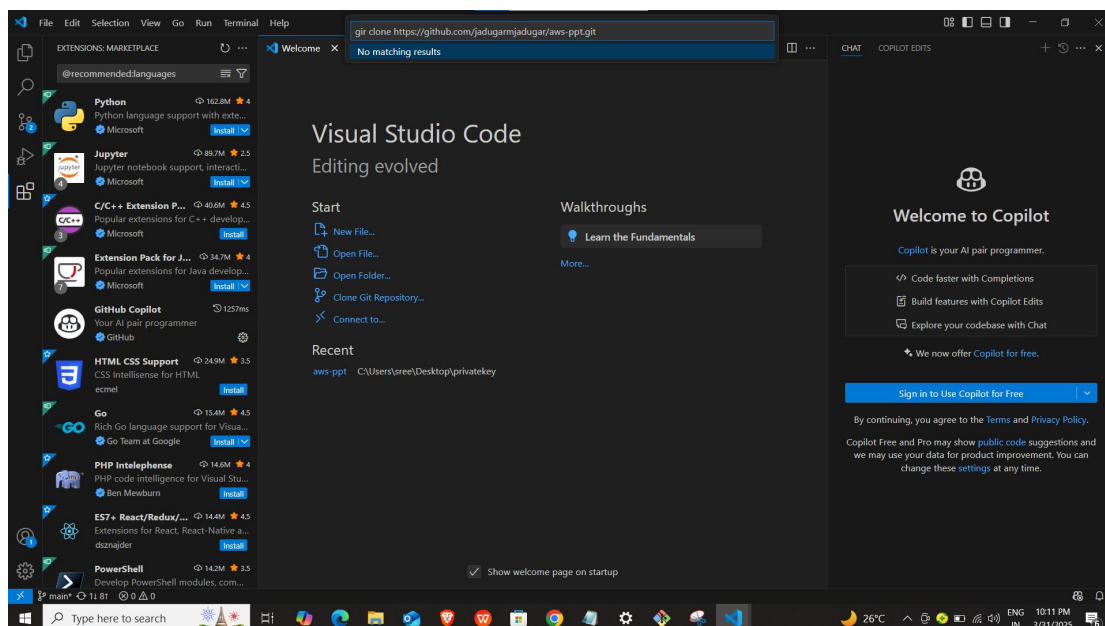 File Edit Selection View Go Run Terminal Help
gir clone https://github.com/jadugarmjadugar/aws-ppt.git
No matching results
EXTENSIONS: MARKETPLACE
@recommended:languages
Python 162.8M 4
Python language support with exte...
Microsoft Install
Jupyter 89.7M 2.5
Jupyter notebook support, interacti...
Microsoft Install
jupyter
4
C/C++ Extension P... 40.6M 4.5
Popular extensions for C++ develop...
Microsoft Install
C/C++
3
Extension Pack for J... 34.7M 4
Popular extensions for Java develop...
Microsoft Install
7
GitHub Copilot 1257ms
Your AI pair programmer
GitHub
HTML CSS Support 24.9M 3.5
CSS Intellisense for HTML
ecmel Install
Go 15.4M 4.5
Rich Go language support for Visua...
Go Team at Google Install
GO
PHP Intelephense 14.6M 4
PHP code intelligence for Visual Stu...
Ben Mewburn Install
php
ES7+ React/Redux/... 14.4M 4.5
Extensions for React, React-Native a...
dsznajder Install
PowerShell 14.2M 3.5
Develop PowerShell modules, com...
2
1
Welcome
Visual Studio Code
Editing evolved
Start
New File...
Open File...
Open Folder...
Clone Git Repository...
Connect to...
Recent
aws-ppt C:\Users\sree\Desktop\privatekey
Walkthroughs
Learn the Fundamentals
More...
Show welcome page on startup
CHAT COPILOT EDITS
Welcome to Copilot
Copilot is your AI pair programmer.
Code faster with Completions
Build features with Copilot Edits
Explore your codebase with Chat
We now offer Copilot for free.
Sign in to Use Copilot for Free
By continuing, you agree to the Terms and Privacy Policy.
Copilot Free and Pro may show public code suggestions and
we may use your data for product improvement. You can
change these settings at any time.
main* 1↓ 8↑ 0 0
Type here to search
26°C
ENG
IN
10:11 PM
3/31/2025
6